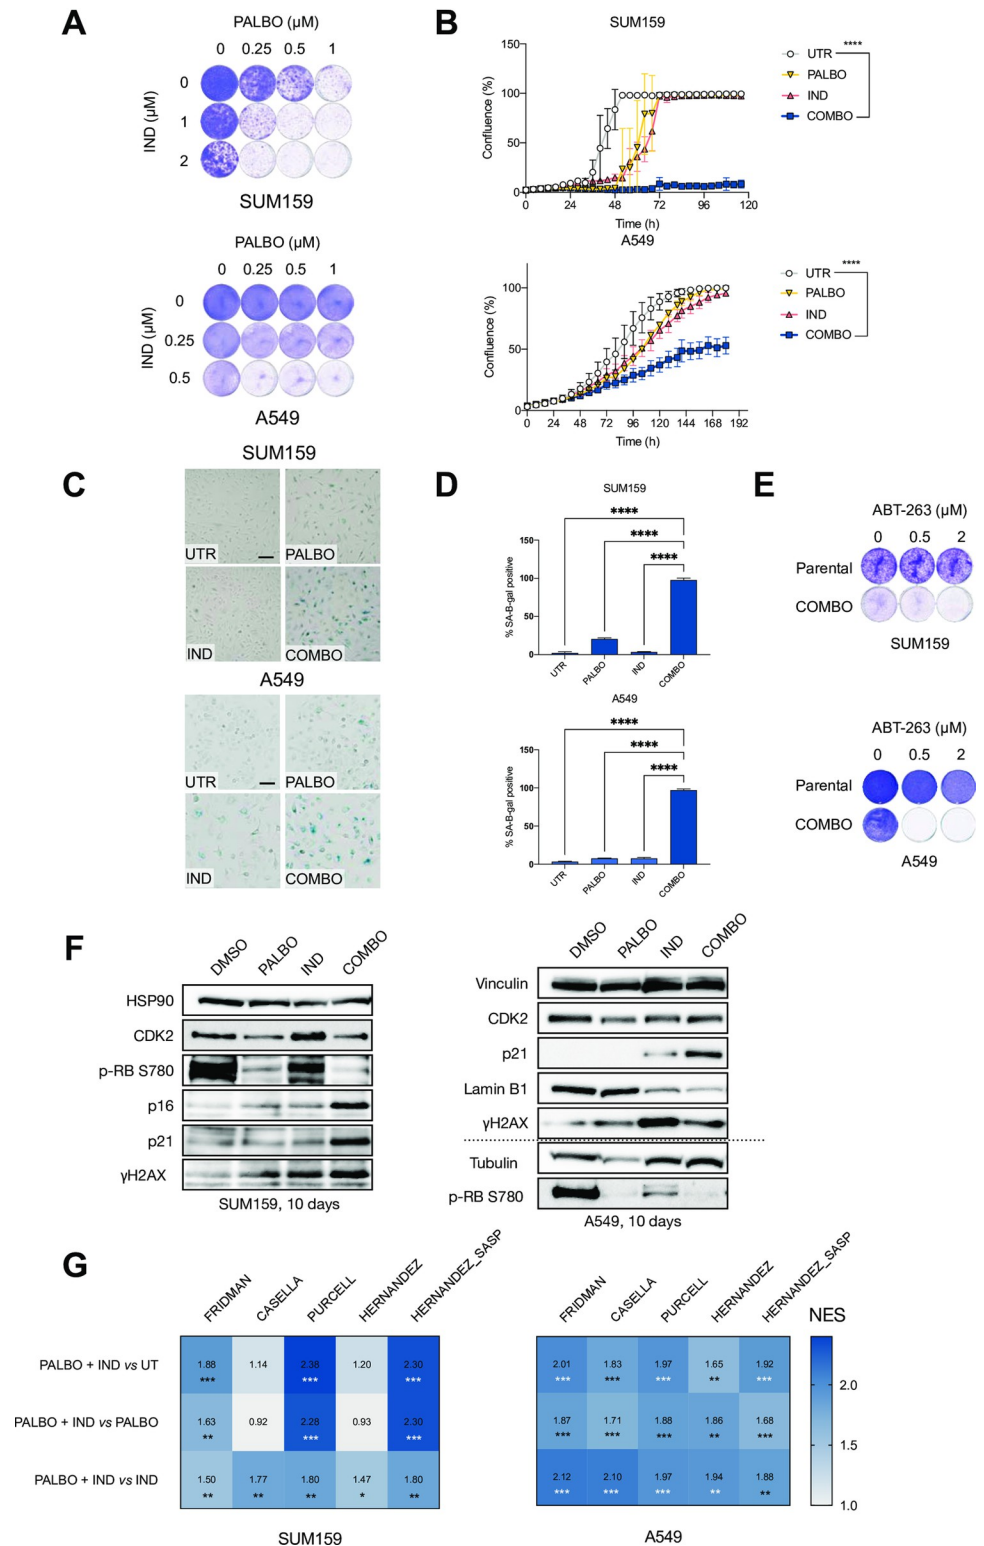 A
PALBO (µM)
0 0.25 0.5 1
IND (µM)
0
1
2
SUM159
PALBO (µM)
0 0.25 0.5 1
IND (µM)
0
0.25
0.5
A549
B
SUM159
Confluence (%)
150
100
50
0
0 24 48 72 96 120
Time (h)
UTR
PALBO
IND
COMBO
****
A549
Confluence (%)
100
50
0
0 24 48 72 96 120 144 168 192
Time (h)
UTR
PALBO
IND
COMBO
****
C
SUM159
UTR PALBO
IND COMBO
A549
UTR PALBO
IND COMBO
D
SUM159
****
****
****
% SA-B-gal positive
150
100
50
0
UTR PALBO IND COMBO
A549
****
****
****
% SA-B-gal positive
150
100
50
0
UTR PALBO IND COMBO
E
ABT-263 (µM)
0 0.5 2
Parental
COMBO
SUM159
ABT-263 (µM)
0 0.5 2
Parental
COMBO
A549
F
DMSO PALBO IND COMBO
HSP90
CDK2
p-RB S780
p16
p21
γH2AX
SUM159, 10 days
DMSO PALBO IND COMBO
Vinculin
CDK2
p21
Lamin B1
γH2AX
Tubulin
p-RB S780
A549, 10 days
G
FRIDMAN CASELLA PURCELL HERNANDEZ HERNANDEZ_SASP
PALBO + IND vs UT
1.88 1.14 2.38 1.20 2.30
*** *** ***
PALBO + IND vs PALBO
1.63 0.92 2.28 0.93 2.30
** *** ***
PALBO + IND vs IND
1.50 1.77 1.80 1.47 1.80
** ** ** * **
SUM159
FRIDMAN CASELLA PURCELL HERNANDEZ HERNANDEZ_SASP
2.01 1.83 1.97 1.65 1.92
*** *** *** ** ***
1.87 1.71 1.88 1.86 1.68
*** *** *** ** ***
2.12 2.10 1.97 1.94 1.88
*** *** *** ** **
A549
NES
2.0
1.5
1.0